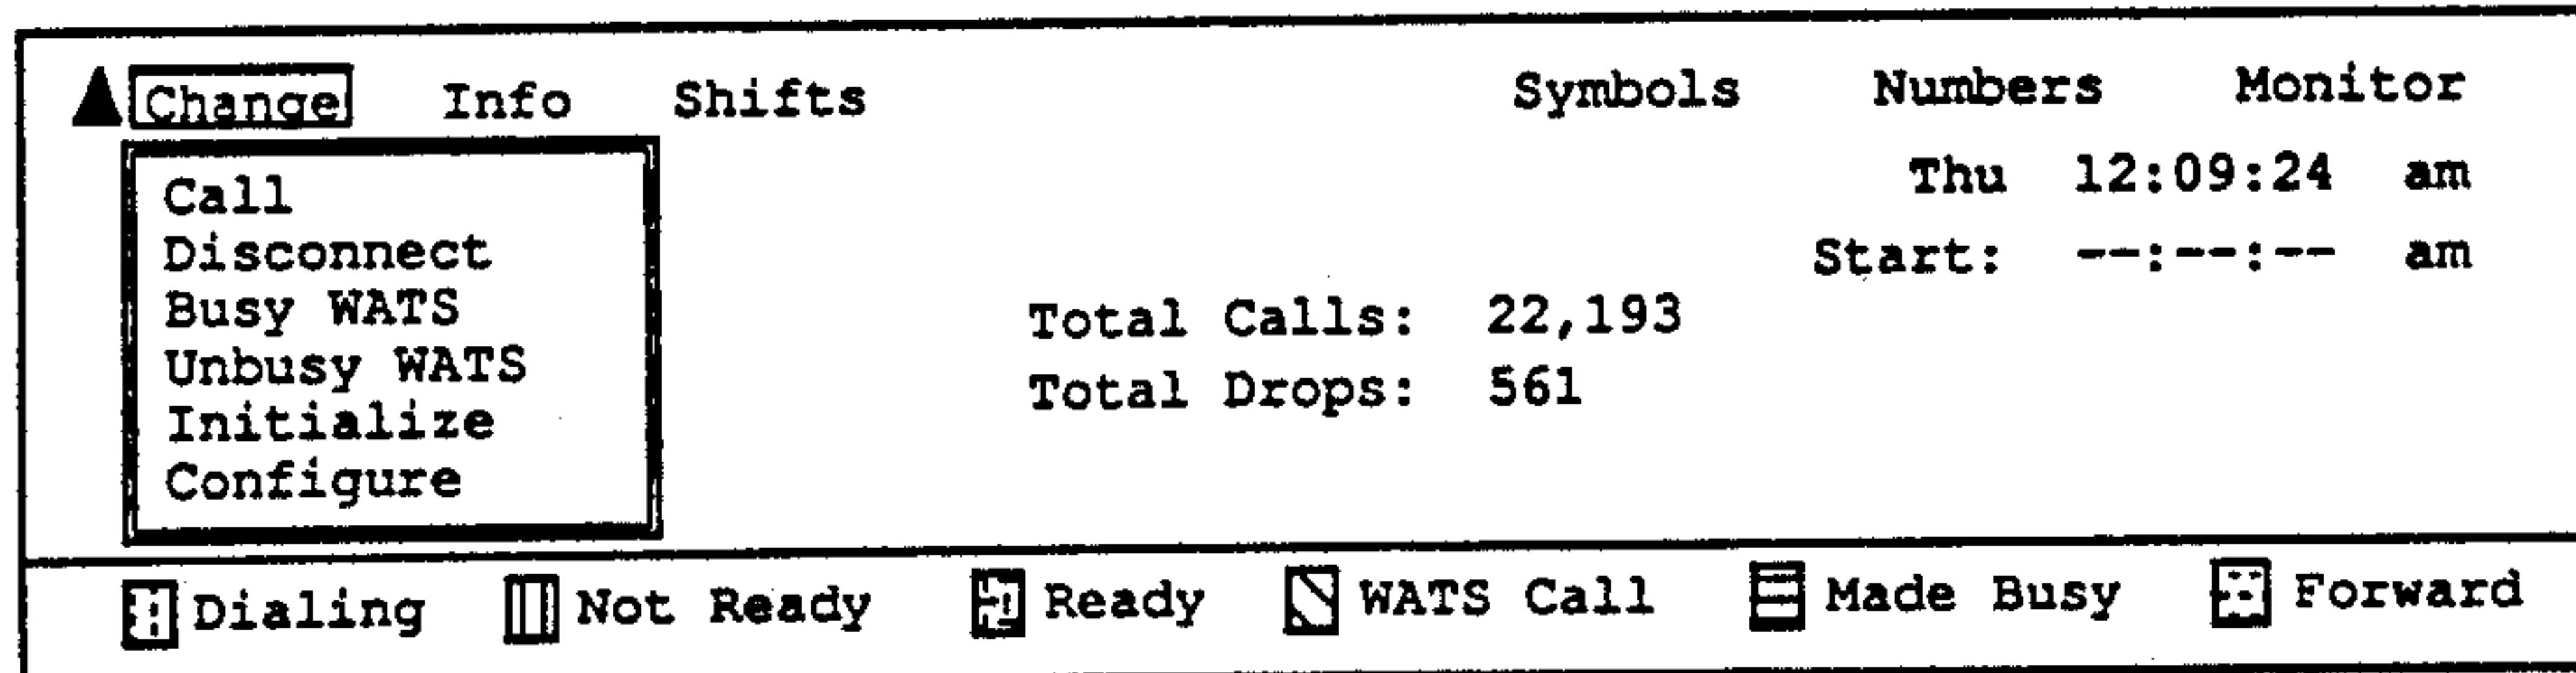 Change Info Shifts Symbols Numbers Monitor
Thu 12:09:24 am
Start: --:--:-- am
Call
Disconnect
Busy WATS
Unbusy WATS
Initialize
Configure
Total Calls: 22,193
Total Drops: 561
Dialing Not Ready Ready WATS Call Made Busy Forward